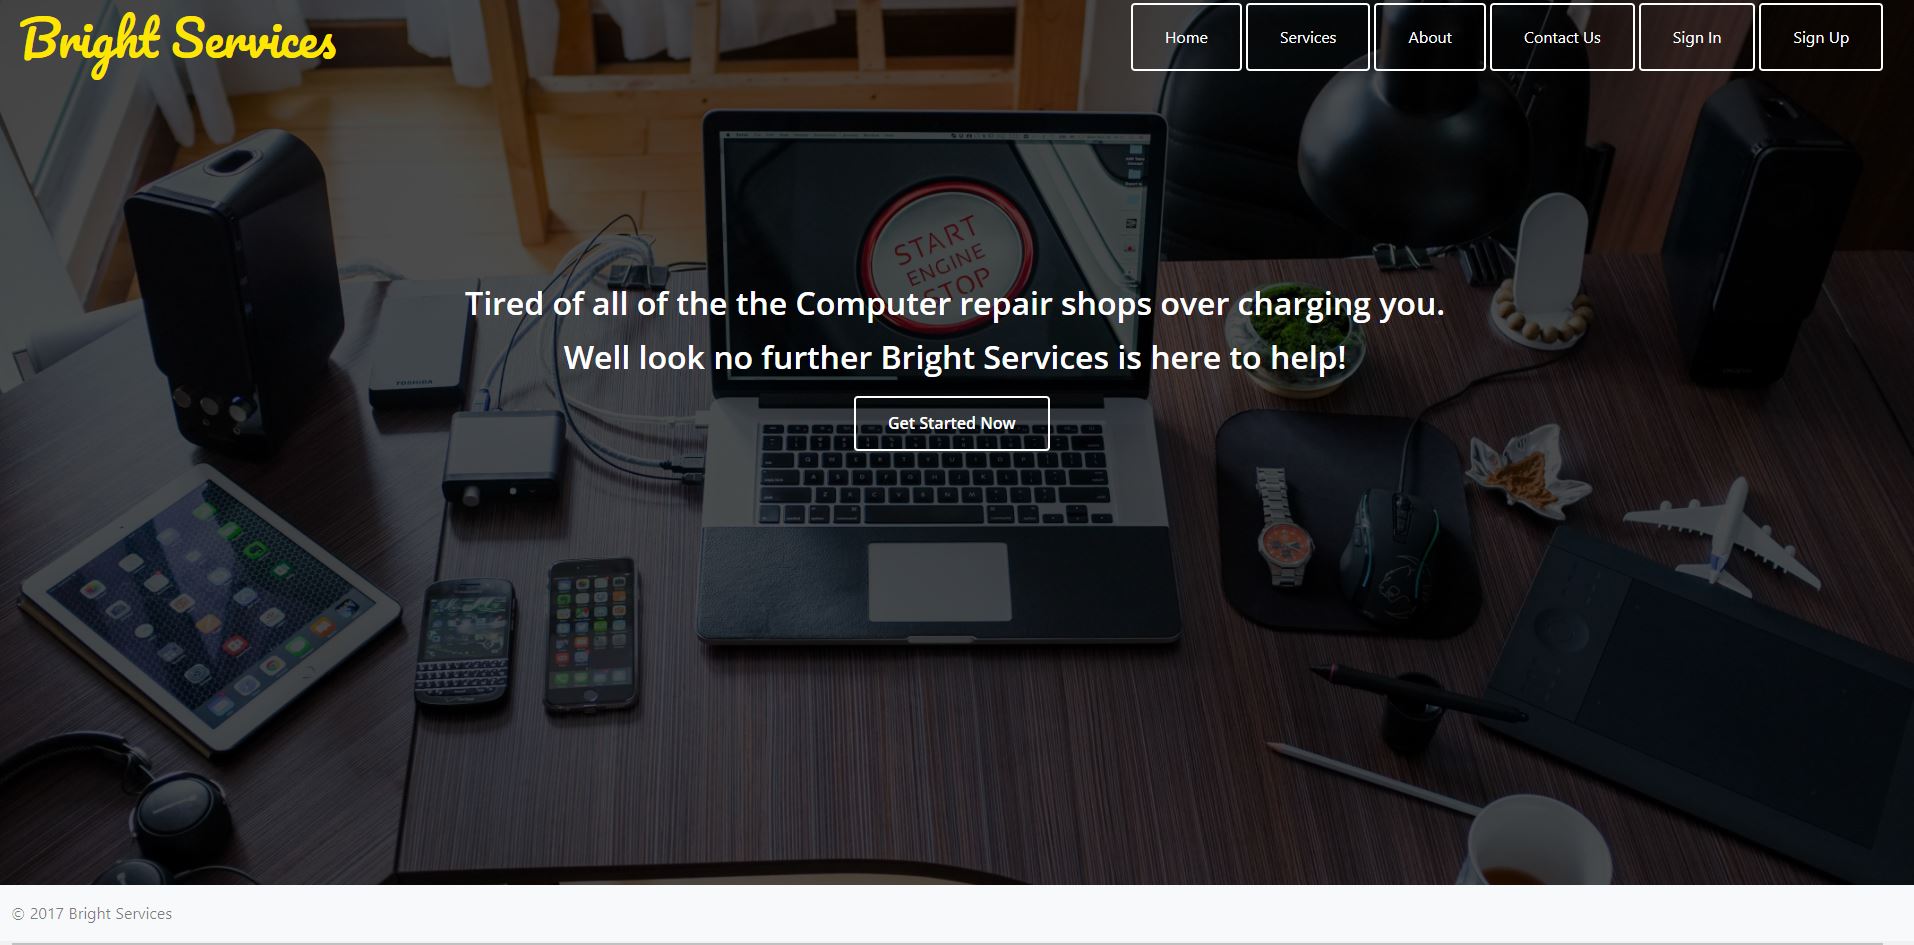 Bright Services
Home
Services
About
Contact Us
Sign In
Sign Up
START
ENGINE
STOP
Tired of all of the the Computer repair shops over charging you.
Well look no further Bright Services is here to help!
Get Started Now
TOSHIBA
© 2017 Bright Services